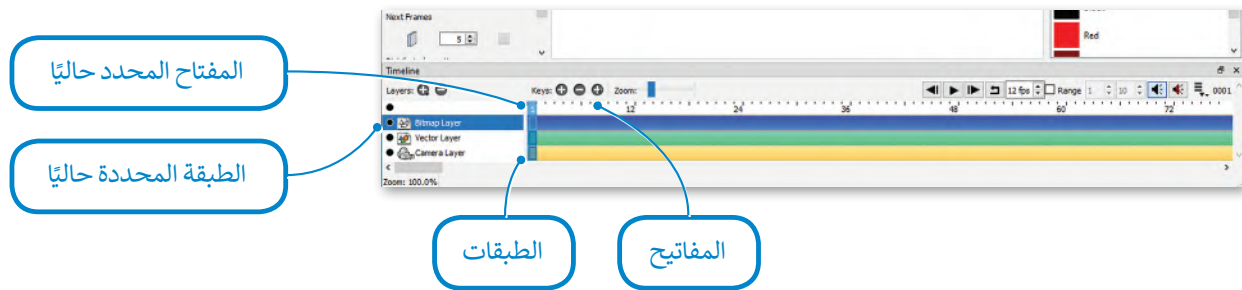 Next Frames
5
Red
المفتاح المحدد حاليًا
Timeline
Layers:
Keys:
Zoom:
12 fps
Range
1
10
0001
1
12
24
36
48
60
72
Bitmap Layer
Vector Layer
Camera Layer
الطبقة المحددة حاليًا
Zoom: 100.0%
الطبقات
المفاتيح